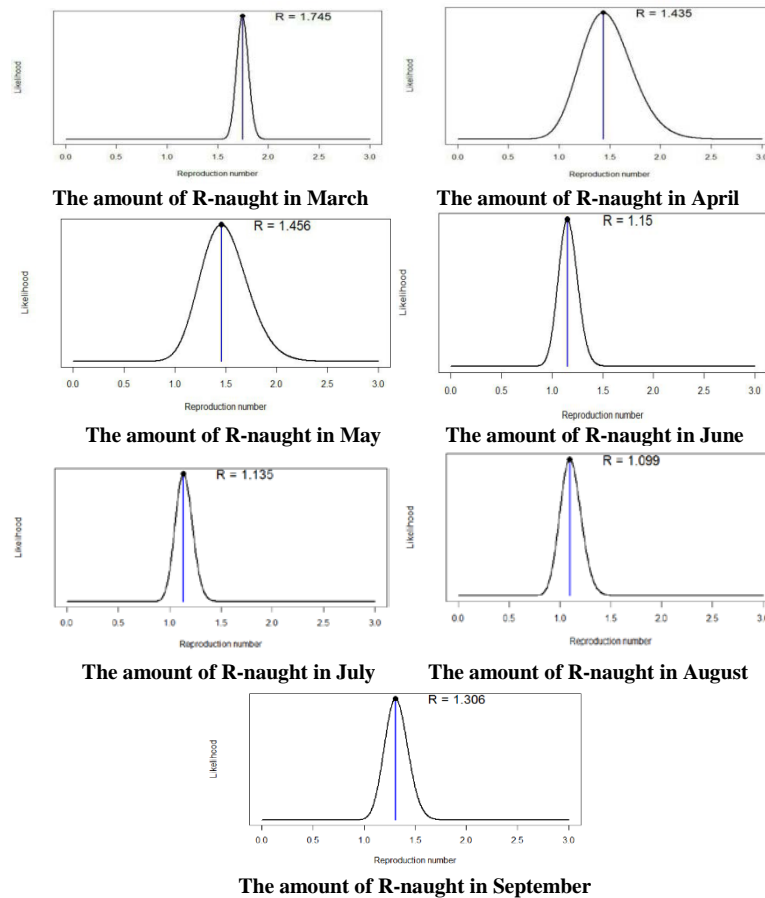 R = 1.745
Likelihood
0.0 0.5 1.0 1.5 2.0 2.5 3.0
Reproduction number
The amount of R-naught in March
R = 1.435
Likelihood
0.0 0.5 1.0 1.5 2.0 2.5 3.0
Reproduction number
The amount of R-naught in April
R = 1.456
Likelihood
0.0 0.5 1.0 1.5 2.0 2.5 3.0
Reproduction number
The amount of R-naught in May
R = 1.15
Likelihood
0.0 0.5 1.0 1.5 2.0 2.5 3.0
Reproduction number
The amount of R-naught in June
R = 1.135
Likelihood
0.0 0.5 1.0 1.5 2.0 2.5 3.0
Reproduction number
The amount of R-naught in July
R = 1.099
Likelihood
0.0 0.5 1.0 1.5 2.0 2.5 3.0
Reproduction number
The amount of R-naught in August
R = 1.306
Likelihood
0.0 0.5 1.0 1.5 2.0 2.5 3.0
Reproduction number
The amount of R-naught in September